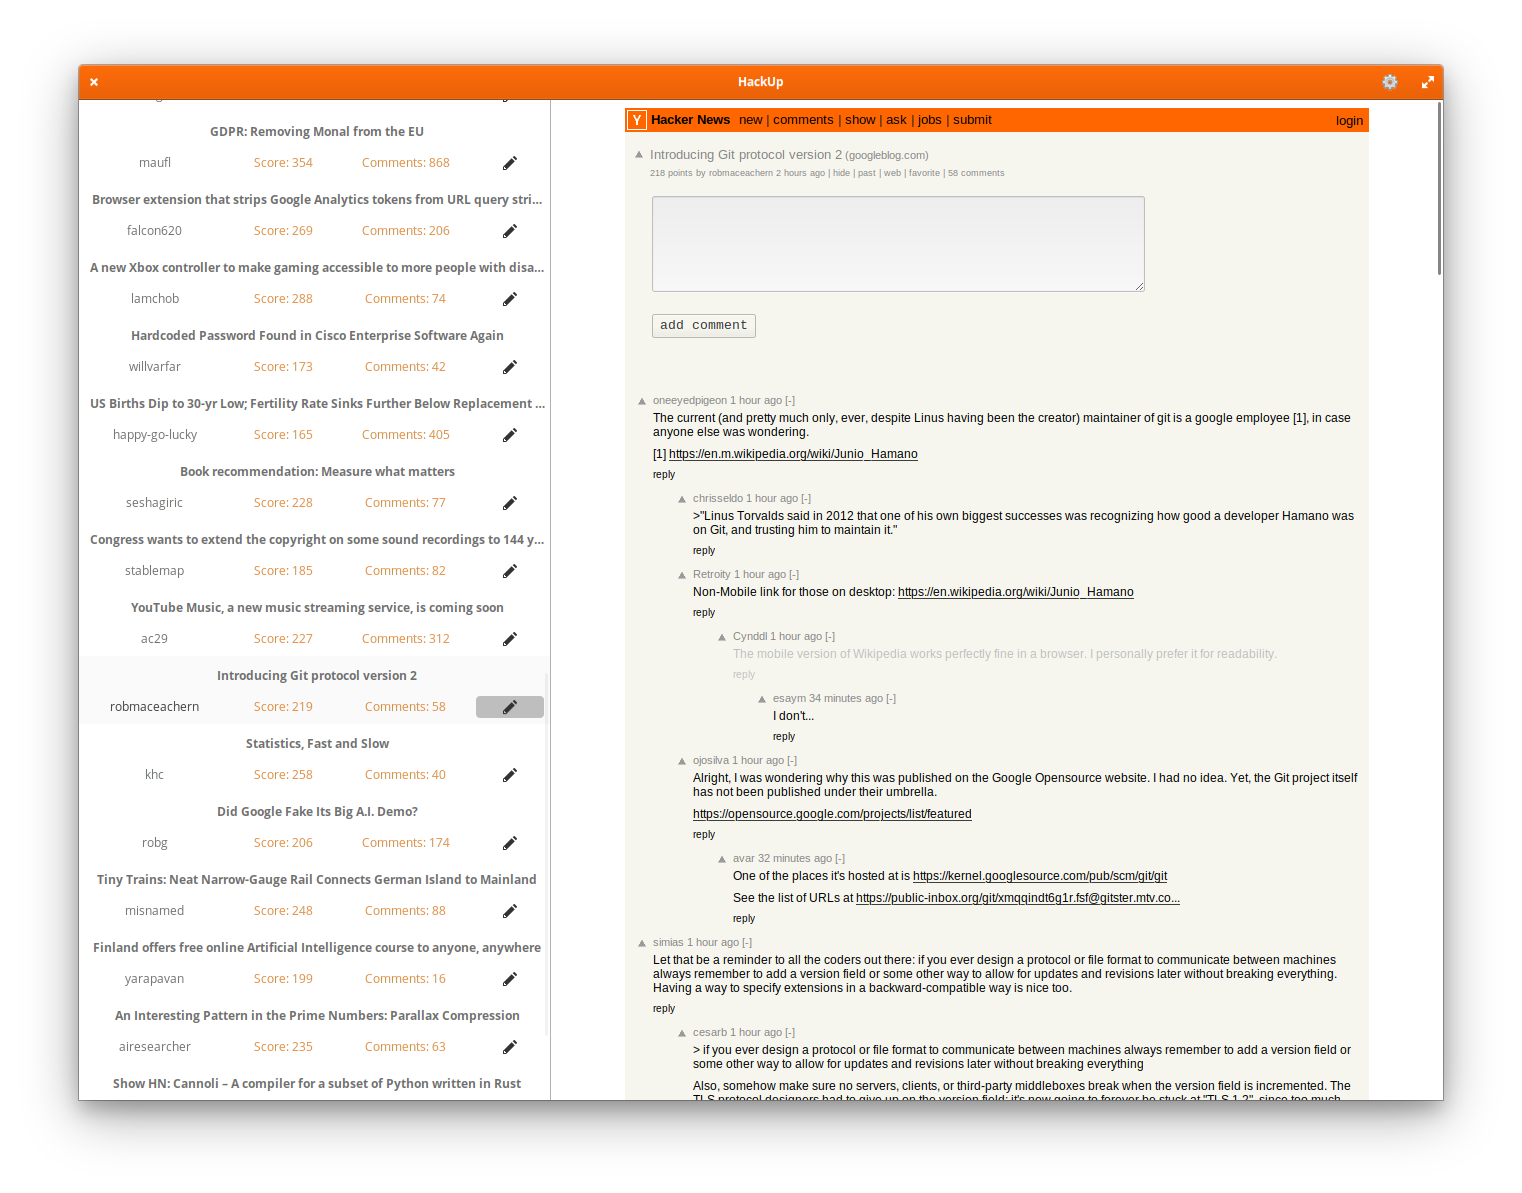 HackUp
GDPR: Removing Monal from the EU
maufl Score: 354 Comments: 868
Browser extension that strips Google Analytics tokens from URL query stri...
falcon620 Score: 269 Comments: 206
A new Xbox controller to make gaming accessible to more people with disa...
lamchob Score: 288 Comments: 74
Hardcoded Password Found in Cisco Enterprise Software Again
willvarfar Score: 173 Comments: 42
US Births Dip to 30-yr Low; Fertility Rate Sinks Further Below Replacement ...
happy-go-lucky Score: 165 Comments: 405
Book recommendation: Measure what matters
seshagiric Score: 228 Comments: 77
Congress wants to extend the copyright on some sound recordings to 144 y...
stablemap Score: 185 Comments: 82
YouTube Music, a new music streaming service, is coming soon
ac29 Score: 227 Comments: 312
Introducing Git protocol version 2
robmaceachern Score: 219 Comments: 58
Statistics, Fast and Slow
khc Score: 258 Comments: 40
Did Google Fake Its Big A.I. Demo?
robg Score: 206 Comments: 174
Tiny Trains: Neat Narrow-Gauge Rail Connects German Island to Mainland
misnamed Score: 248 Comments: 88
Finland offers free online Artificial Intelligence course to anyone, anywhere
yarapavan Score: 199 Comments: 16
An Interesting Pattern in the Prime Numbers: Parallax Compression
airesearcher Score: 235 Comments: 63
Show HN: Cannoli – A compiler for a subset of Python written in Rust
Y Hacker News new | comments | show | ask | jobs | submit login
Introducing Git protocol version 2 (googleblog.com)
218 points by robmaceachern 2 hours ago | hide | past | web | favorite | 58 comments
add comment
oneeyedpigeon 1 hour ago [-]
The current (and pretty much only, ever, despite Linus having been the creator) maintainer of git is a google employee [1], in case
anyone else was wondering.
[1] https://en.m.wikipedia.org/wiki/Junio_Hamano
reply
chrisseldo 1 hour ago [-]
>"Linus Torvalds said in 2012 that one of his own biggest successes was recognizing how good a developer Hamano was
on Git, and trusting him to maintain it."
reply
Retroity 1 hour ago [-]
Non-Mobile link for those on desktop: https://en.wikipedia.org/wiki/Junio_Hamano
reply
Cynddl 1 hour ago [-]
The mobile version of Wikipedia works perfectly fine in a browser. I personally prefer it for readability.
reply
esaym 34 minutes ago [-]
I don't...
reply
ojosilva 1 hour ago [-]
Alright, I was wondering why this was published on the Google Opensource website. I had no idea. Yet, the Git project itself
has not been published under their umbrella.
https://opensource.google.com/projects/list/featured
reply
avar 32 minutes ago [-]
One of the places it's hosted at is https://kernel.googlesource.com/pub/scm/git/git
See the list of URLs at https://public-inbox.org/git/xmqqindt6g1r.fsf@gitster.mtv.co...
reply
simias 1 hour ago [-]
Let that be a reminder to all the coders out there: if you ever design a protocol or file format to communicate between machines
always remember to add a version field or some other way to allow for updates and revisions later without breaking everything.
Having a way to specify extensions in a backward-compatible way is nice too.
reply
cesarb 1 hour ago [-]
> if you ever design a protocol or file format to communicate between machines always remember to add a version field or
some other way to allow for updates and revisions later without breaking everything
Also, somehow make sure no servers, clients, or third-party middleboxes break when the version field is incremented. The
TLS protocol designers had to give up on the version field; it's now going to forever be stuck at "TLS 1.2", since too much